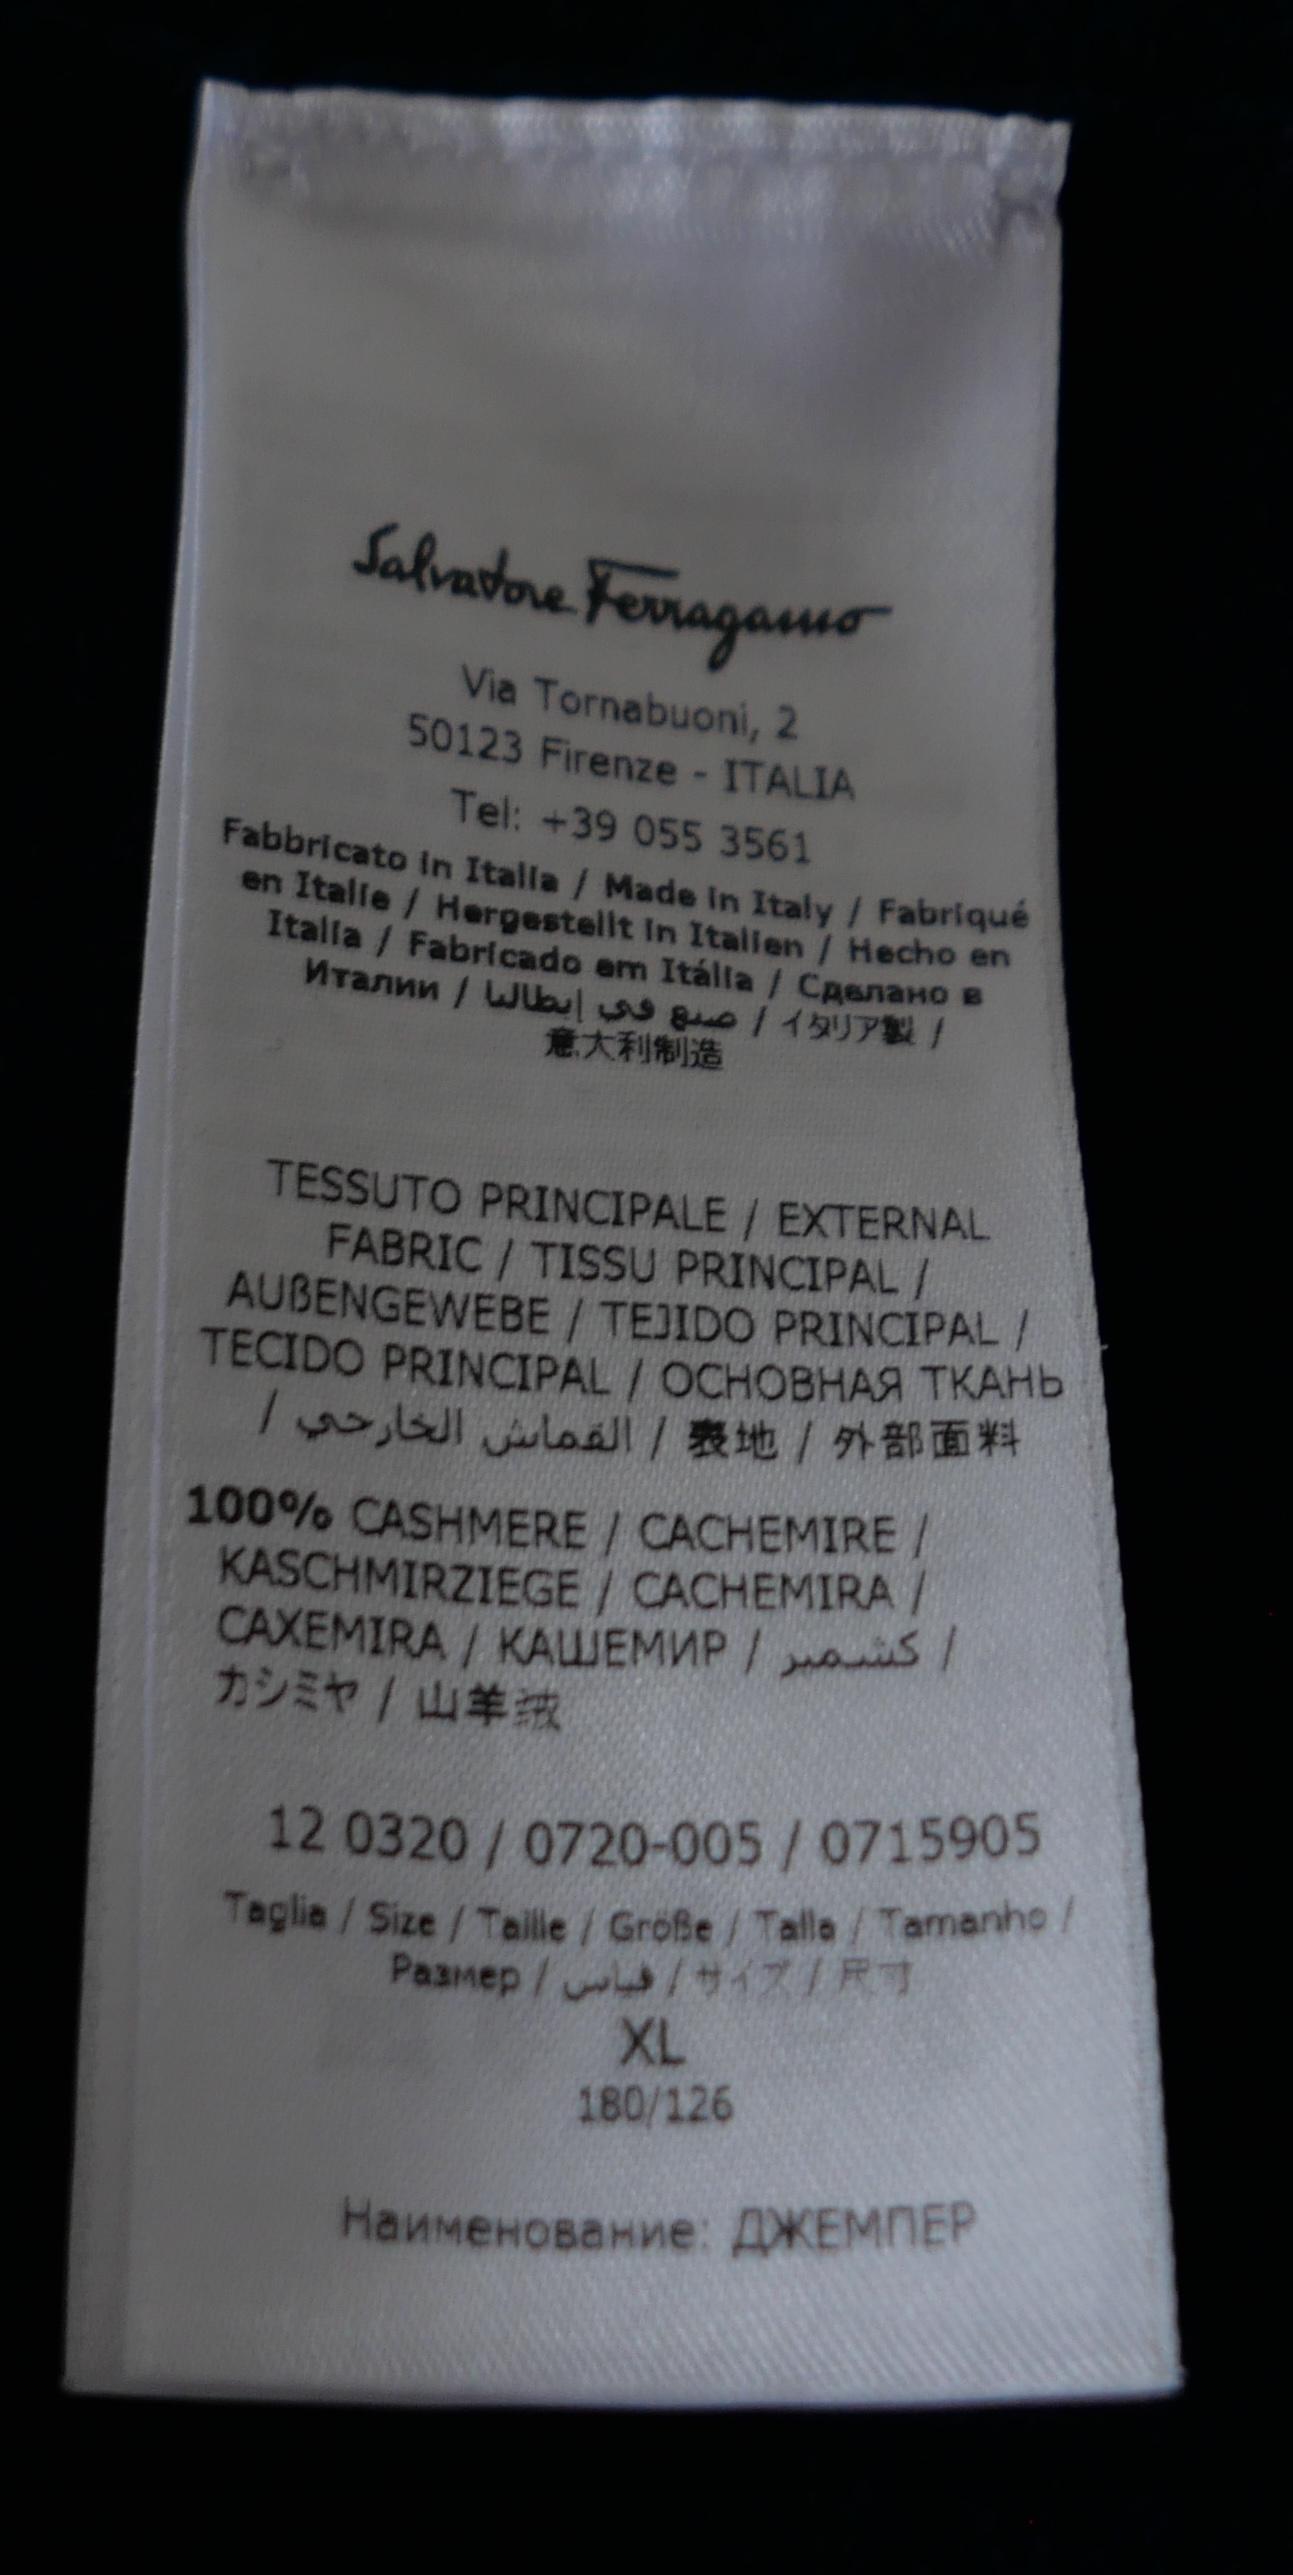 Salvatore Ferragamo
Via Tornabuoni, 2
50123 Firenze - ITALIA
Tel: +39 055 3561
Fabbricato in Italia / Made in Italy / Fabriqué
en Italie / Hergestellt in Italien / Hecho en
Italia / Fabricado em Itália / Сделано в
Италии / صنع في إيطاليا / イタリア製 /
意大利制造
TESSUTO PRINCIPALE / EXTERNAL
FABRIC / TISSU PRINCIPAL /
AUßENGEWEBE / TEJIDO PRINCIPAL /
TECIDO PRINCIPAL / ОСНОВНАЯ ТКАНЬ
/ القماش الخارجي / 表地 / 外部面料
100% CASHMERE / CACHEMIRE /
KASCHMIRZIEGE / CACHEMIRA /
CAXEMIRA / КАШЕМИР / كشمير /
カシミヤ / 山羊绒
12 0320 / 0720-005 / 0715905
Taglia / Size / Taille / Größe / Talla / Tamanho /
Размер / قياس / サイズ / 尺寸
XL
180/126
Наименование: ДЖЕМПЕР